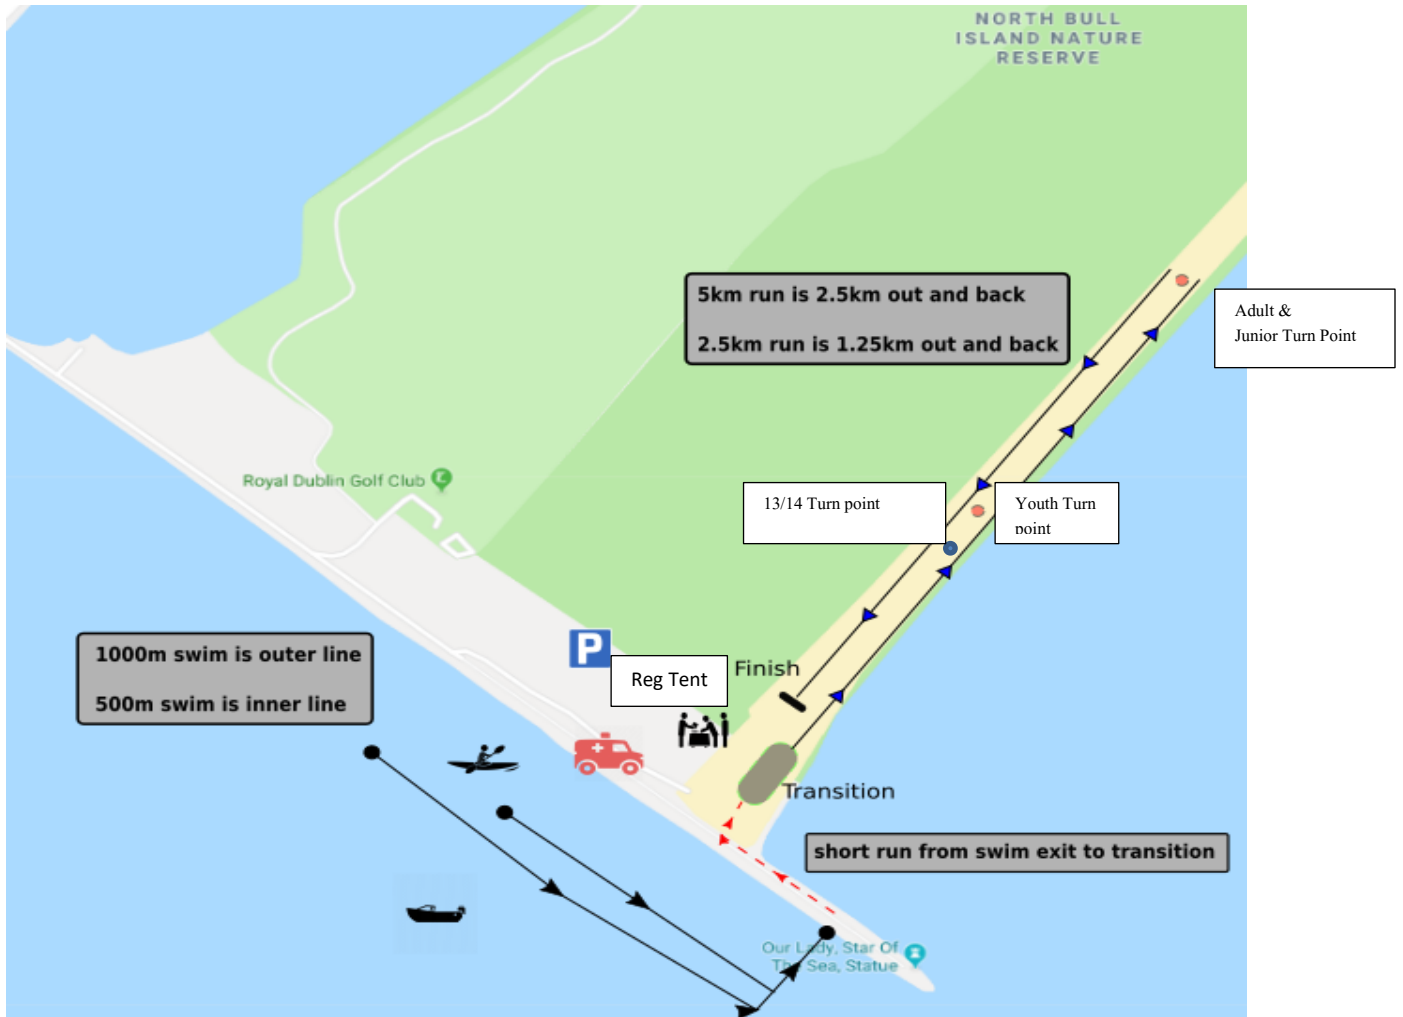 NORTH BULL
ISLAND NATURE
RESERVE
5km run is 2.5km out and back
2.5km run is 1.25km out and back
Adult &
Junior Turn Point
Royal Dublin Golf Club
13/14 Turn point
Youth Turn
point
1000m swim is outer line
500m swim is inner line
P
Reg Tent
Finish
Transition
short run from swim exit to transition
Our Lady, Star Of
The Sea, Statue